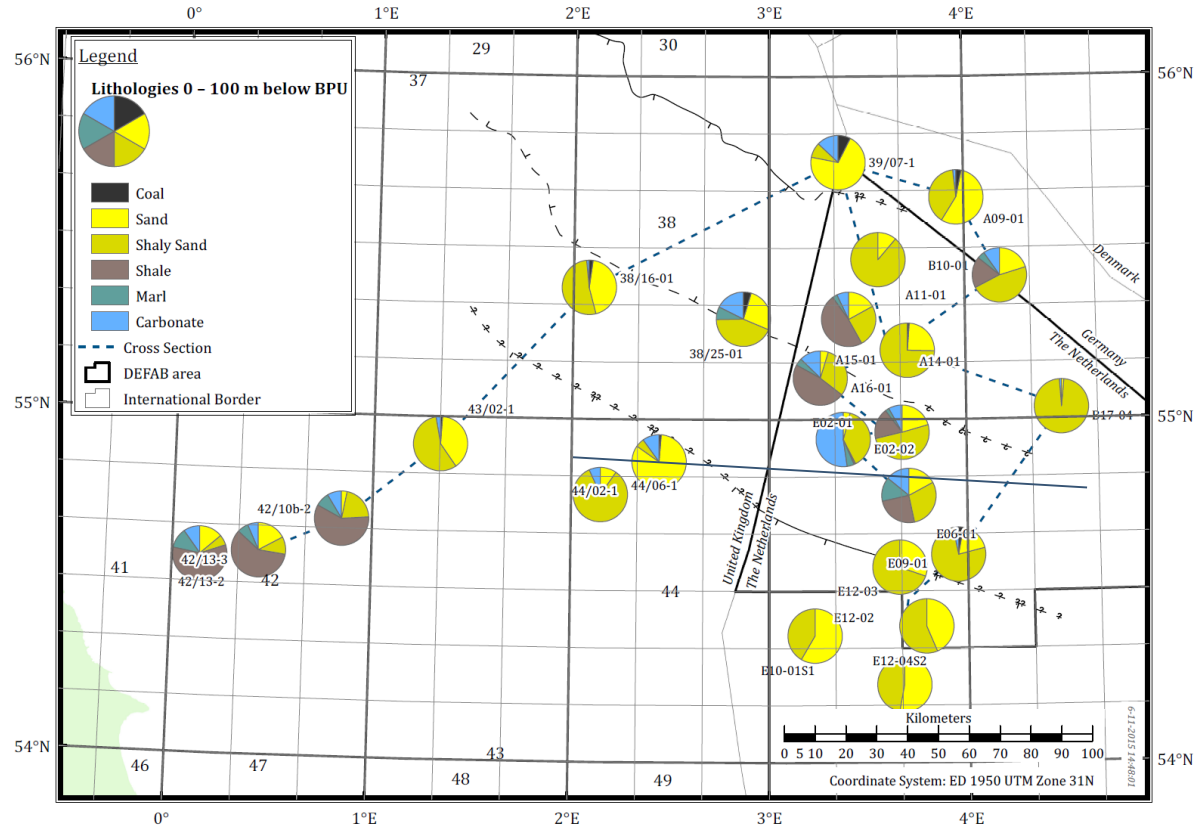 0°
1°E
2°E
3°E
4°E
56°N
56°N
55°N
55°N
54°N
54°N
Legend
Lithologies 0 – 100 m below BPU
Coal
Sand
Shaly Sand
Shale
Marl
Carbonate
Cross Section
DEFAB area
International Border
29
30
37
38
39/07-1
A09-01
Denmark
B10-01
38/16-01
A11-01
38/25-01
Germany
The Netherlands
A15-01
A14-01
A16-01
43/02-1
B17-04
E02-01
E02-02
44/02-1
44/06-1
42/10b-2
United Kingdom
The Netherlands
E06-01
42/13-3
42/13-2
41
42
E09-01
44
E12-03
E12-02
E10-01S1
E12-04S2
Kilometers
0 5 10 20 30 40 50 60 70 80 90 100
Coordinate System: ED 1950 UTM Zone 31N
6-11-2015 14:48:01
43
46
47
48
49
0°
1°E
2°E
3°E
4°E